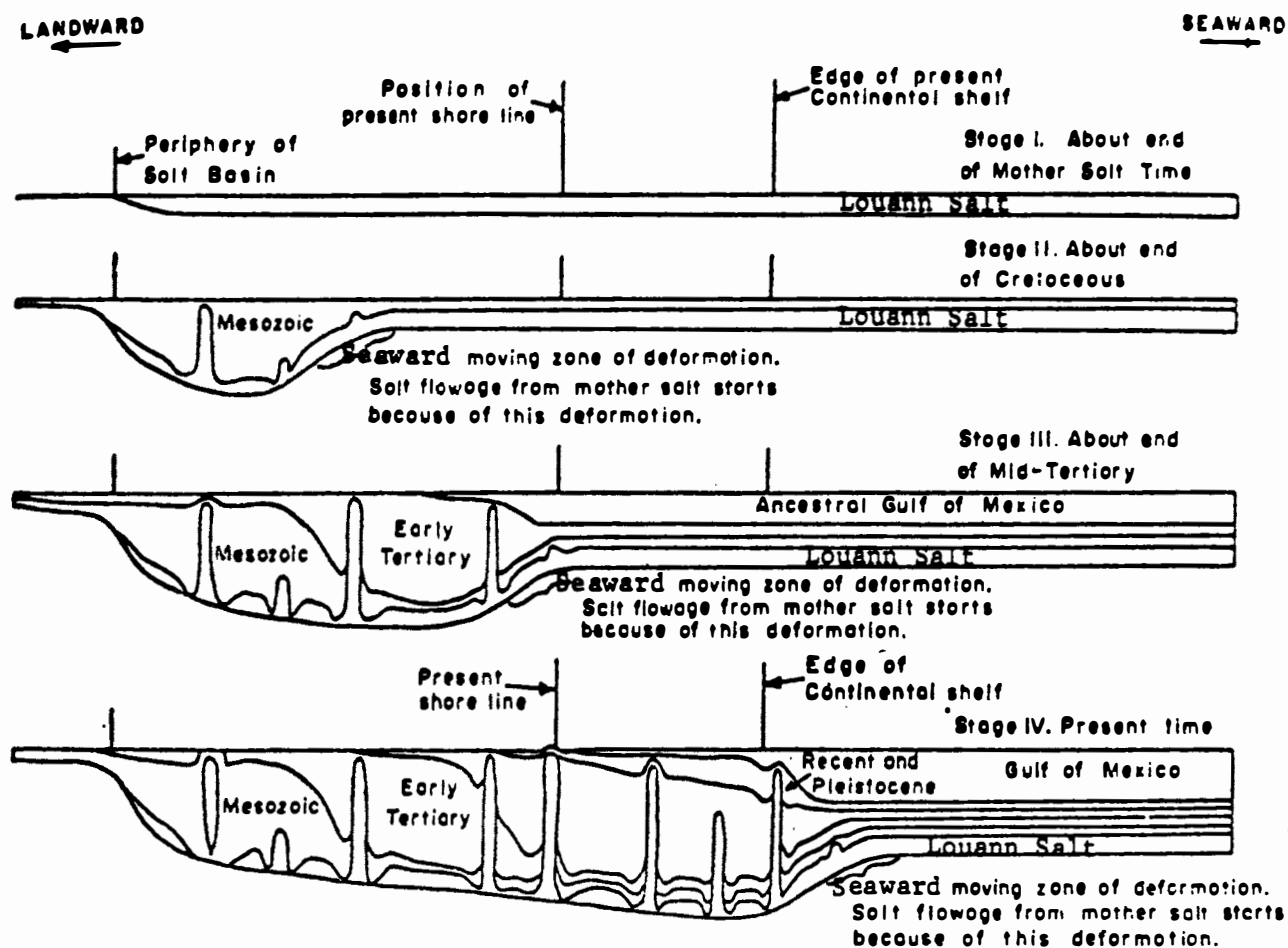 LANDWARD
SEAWARD
Position of
present shore line
Edge of present
Continental shelf
Periphery of
Salt Basin
Stage I. About end
of Mother Salt Time
Louann Salt
Stage II. About end
of Cretaceous
Mesozoic
Louann Salt
Seaward moving zone of deformation.
Salt flowage from mother salt starts
because of this deformation.
Stage III. About end
of Mid-Tertiary
Ancestral Gulf of Mexico
Early
Tertiary
Mesozoic
Louann Salt
Seaward moving zone of deformation.
Salt flowage from mother salt starts
because of this deformation.
Present
shore line
Edge of
Continental shelf
Stage IV. Present time
Recent and
Pleistocene
Gulf of Mexico
Early
Tertiary
Mesozoic
Louann Salt
Seaward moving zone of deformation.
Salt flowage from mother salt starts
because of this deformation.